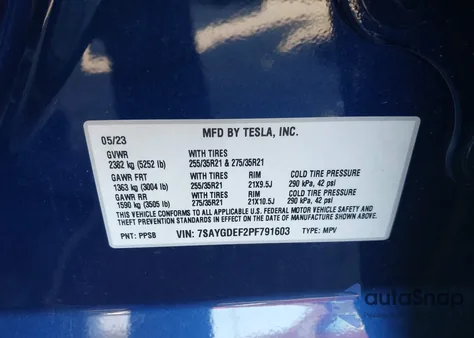 05/23 MFD BY TESLA, INC.
GVWR WITH TIRES
2382 kg (5252 lb) 255/35R21 & 275/35R21
GAWR FRT WITH TIRES RIM COLD TIRE PRESSURE
1363 kg (3004 lb) 255/35R21 21X9.5J 290 kPa, 42 psi
GAWR RR WITH TIRES RIM COLD TIRE PRESSURE
1590 kg (3505 lb) 275/35R21 21X10.5J 290 kPa, 42 psi
THIS VEHICLE CONFORMS TO ALL APPLICABLE U.S. FEDERAL MOTOR VEHICLE SAFETY AND
THEFT PREVENTION STANDARDS IN EFFECT ON THE DATE OF MANUFACTURE SHOWN ABOVE.
PNT: PPSB VIN: 7SAYGDEF2PF791603 TYPE: MPV
autoSnap